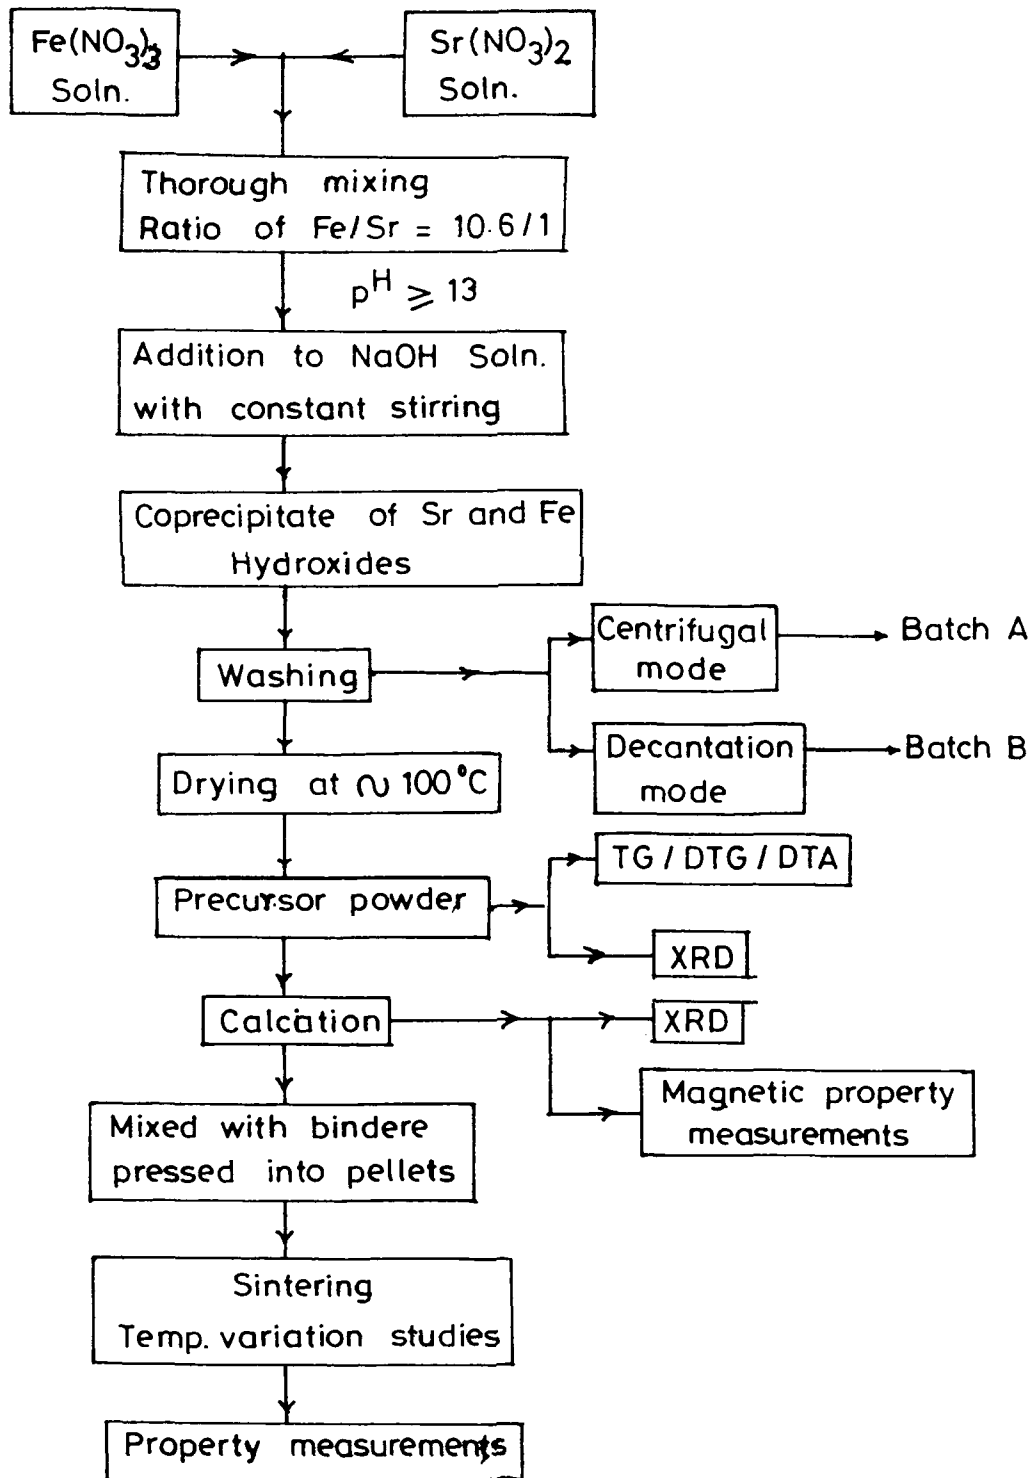 Fe(NO3)3
Soln.
Sr(NO3)2
Soln.
Thorough mixing
Ratio of Fe/Sr = 10.6/1
pH ⩾ 13
Addition to NaOH Soln.
with constant stirring
Coprecipitate of Sr and Fe
Hydroxides
Washing
Centrifugal
mode
Batch A
Decantation
mode
Batch B
Drying at ~ 100°C
Precursor powder
TG / DTG / DTA
XRD
Calcation
XRD
Magnetic property
measurements
Mixed with bindere
pressed into pellets
Sintering
Temp. variation studies
Property measurements